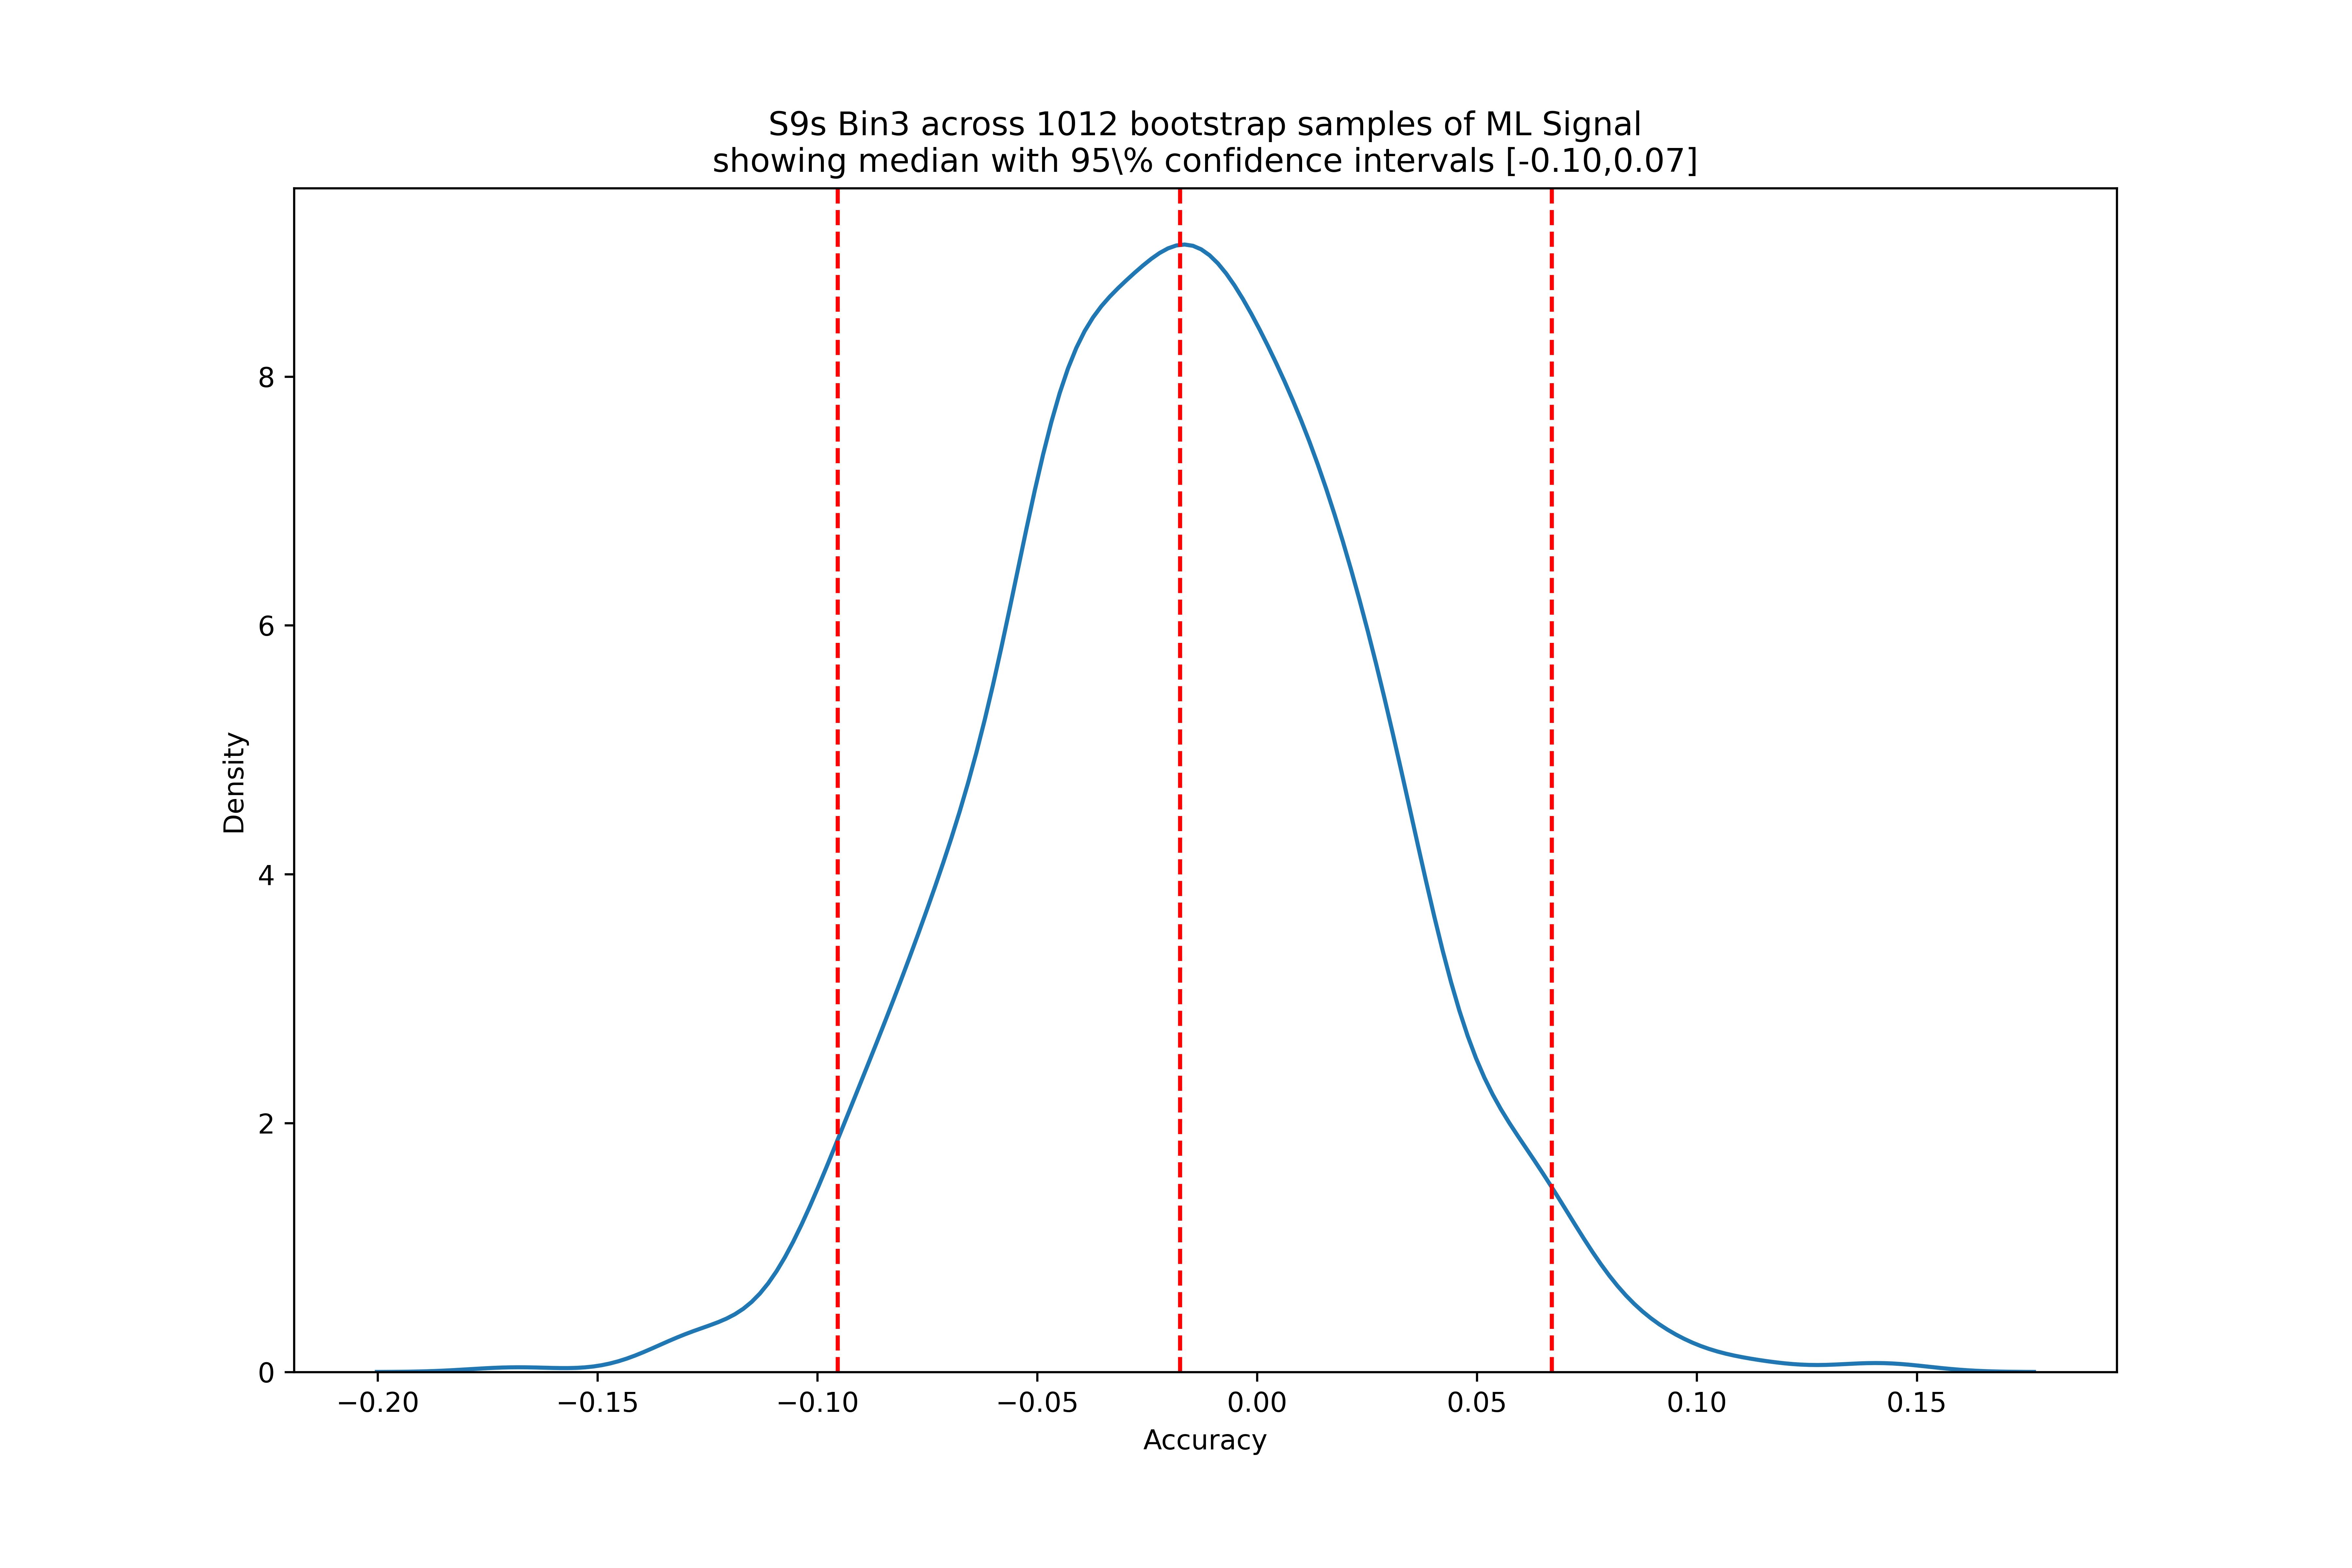 S9s Bin3 across 1012 bootstrap samples of ML Signal
showing median with 95\% confidence intervals [-0.10,0.07]
Density
8
6
4
2
0
−0.20 −0.15 −0.10 −0.05 0.00 0.05 0.10 0.15
Accuracy